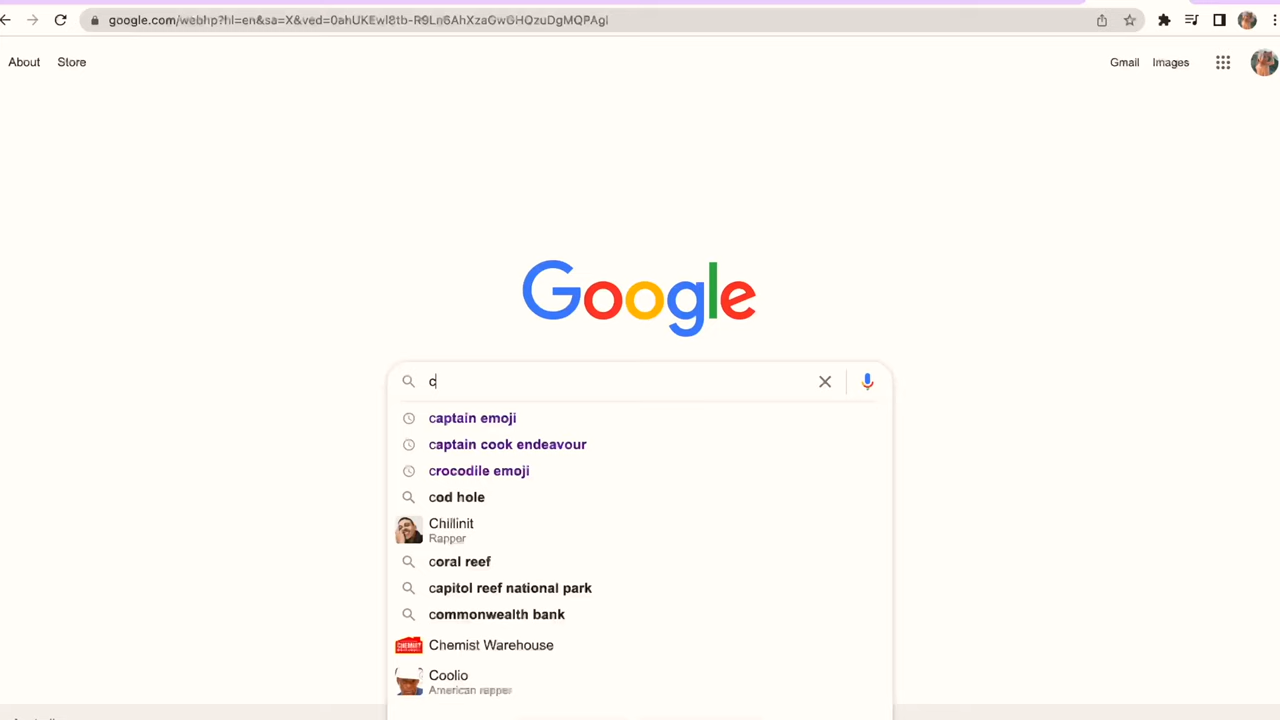 google.com/webhp?hl=en&sa=X&ved=0ahUKEwI8tb-R9Ln6AhXzaGwGHQzuDgMQPAgi
About Store Gmail Images
Google
c
captain emoji
captain cook endeavour
crocodile emoji
cod hole
Chillinit
Rapper
coral reef
capitol reef national park
commonwealth bank
Chemist Warehouse
Coolio
American rapper